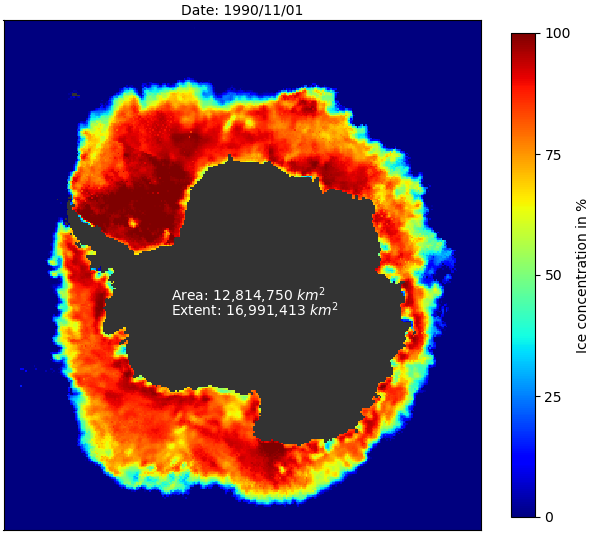 Date: 1990/11/01
Area: 12,814,750 km²
Extent: 16,991,413 km²
100
75
50
25
0
Ice concentration in %